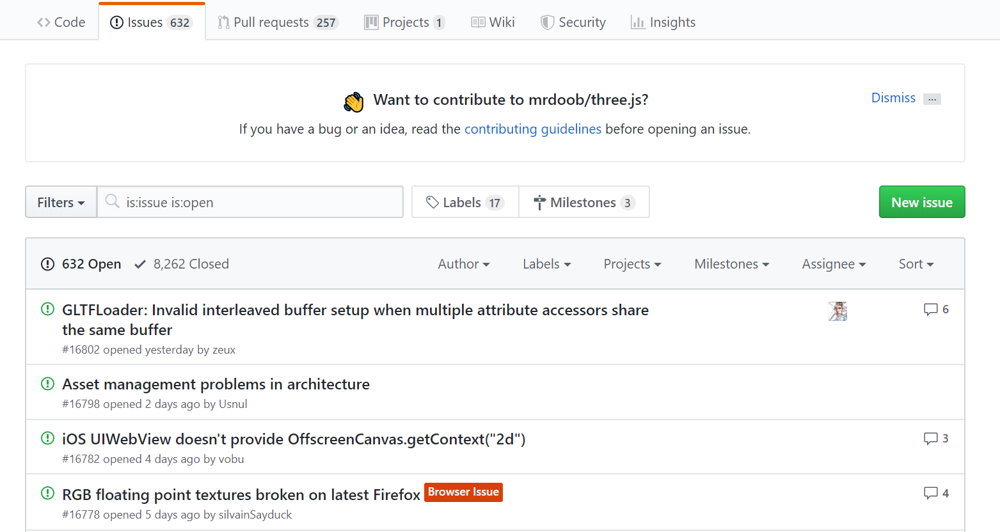 Code Issues 632 Pull requests 257 Projects 1 Wiki Security Insights
Want to contribute to mrdoob/three.js?
Dismiss ...
If you have a bug or an idea, read the contributing guidelines before opening an issue.
Filters is:issue is:open Labels 17 Milestones 3 New issue
632 Open 8,262 Closed Author Labels Projects Milestones Assignee Sort
GLTFLoader: Invalid interleaved buffer setup when multiple attribute accessors share 6
the same buffer
#16802 opened yesterday by zeux
Asset management problems in architecture
#16798 opened 2 days ago by Usnul
iOS UIWebView doesn't provide OffscreenCanvas.getContext("2d") 3
#16782 opened 4 days ago by vobu
RGB floating point textures broken on latest Firefox Browser Issue 4
#16778 opened 5 days ago by silvainSayduck